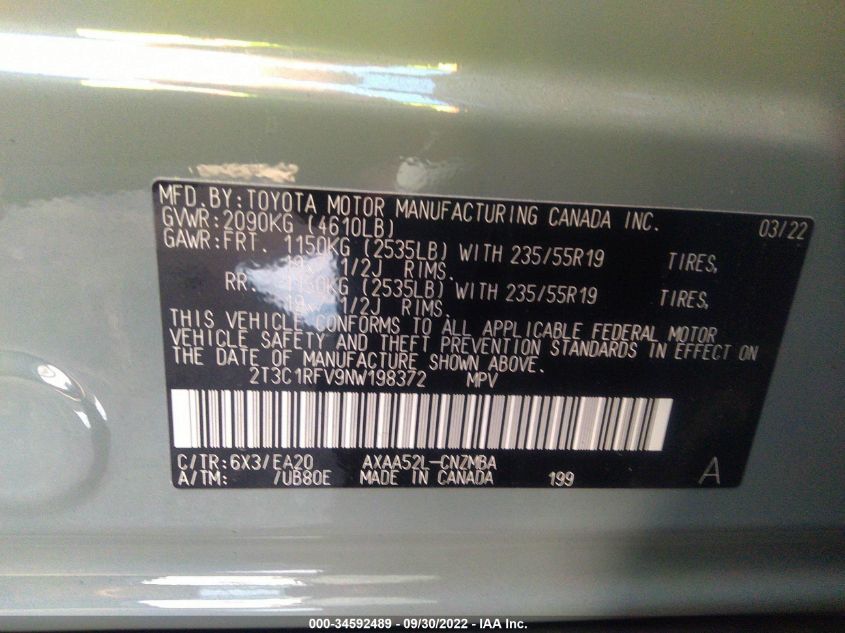 MFD. BY: TOYOTA MOTOR MANUFACTURING CANADA INC. 03/22
GVWR: 2090KG (4610LB)
GAWR: FRT. 1150KG (2535LB) WITH 235/55R19 TIRES,
1/2J RIMS.
RR. 1150KG (2535LB) WITH 235/55R19 TIRES,
1/2J RIMS.
THIS VEHICLE CONFORMS TO ALL APPLICABLE FEDERAL MOTOR
VEHICLE SAFETY AND THEFT PREVENTION STANDARDS IN EFFECT ON
THE DATE OF MANUFACTURE SHOWN ABOVE.
2T3C1RFV9NW198372 MPV
C/TR: 6X3/EA20 AXAA52L-CNZMBA
A/TM: /UB80E MADE IN CANADA 199 A
000-34592489 - 09/30/2022 - IAA Inc.